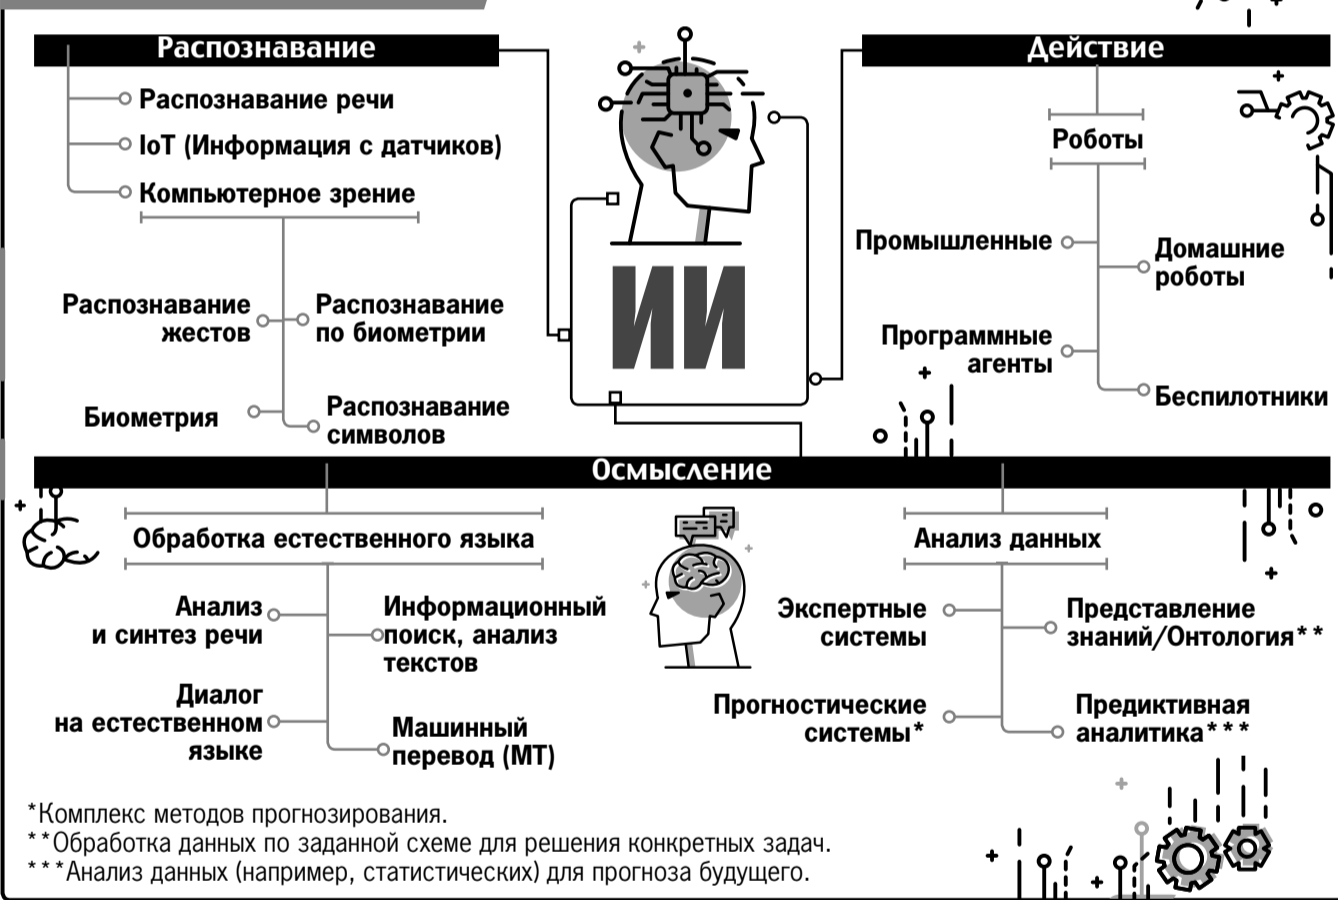 Распознавание
Распознавание речи
IoT (Информация с датчиков)
Компьютерное зрение
Распознавание
жестов
Распознавание
по биометрии
Биометрия
Распознавание
символов
ИИ
Действие
Роботы
Промышленные
Домашние
роботы
Программные
агенты
Беспилотники
Осмысление
Обработка естественного языка
Анализ
и синтез речи
Информационный
поиск, анализ
текстов
Диалог
на естественном
языке
Машинный
перевод (МТ)
Анализ данных
Экспертные
системы
Представление
знаний/Онтология**
Прогностические
системы*
Предиктивная
аналитика***
*Комплекс методов прогнозирования.
**Обработка данных по заданной схеме для решения конкретных задач.
***Анализ данных (например, статистических) для прогноза будущего.